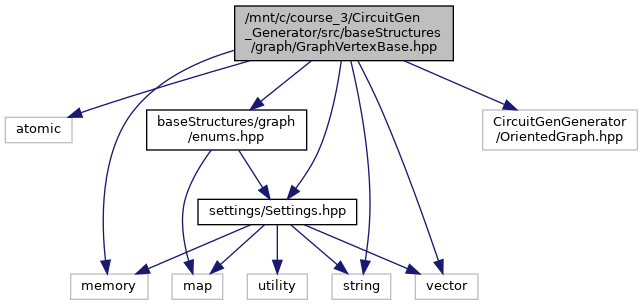 /mnt/c/course_3/CircuitGen
_Generator/src/baseStructures
/graph/GraphVertexBase.hpp
atomic
baseStructures/graph
/enums.hpp
CircuitGenGenerator
/OrientedGraph.hpp
settings/Settings.hpp
memory
map
utility
string
vector